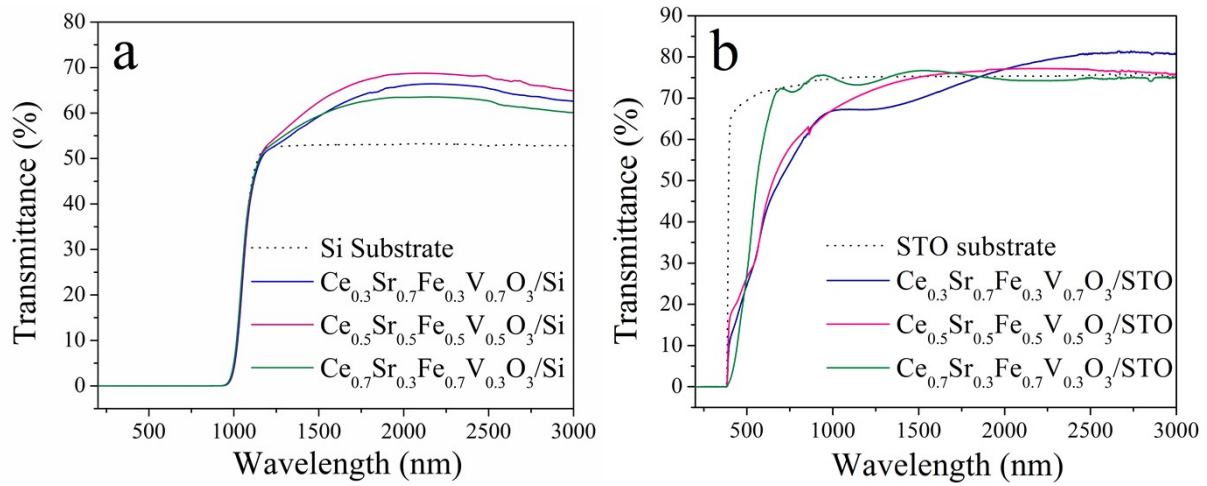 a
80
70
60
50
40
30
20
10
0
Transmittance (%)
Si Substrate
Ce0.3Sr0.7Fe0.3V0.7O3/Si
Ce0.5Sr0.5Fe0.5V0.5O3/Si
Ce0.7Sr0.3Fe0.7V0.3O3/Si
500 1000 1500 2000 2500 3000
Wavelength (nm)
b
90
80
70
60
50
40
30
20
10
0
Transmittance (%)
STO substrate
Ce0.3Sr0.7Fe0.3V0.7O3/STO
Ce0.5Sr0.5Fe0.5V0.5O3/STO
Ce0.7Sr0.3Fe0.7V0.3O3/STO
500 1000 1500 2000 2500 3000
Wavelength (nm)